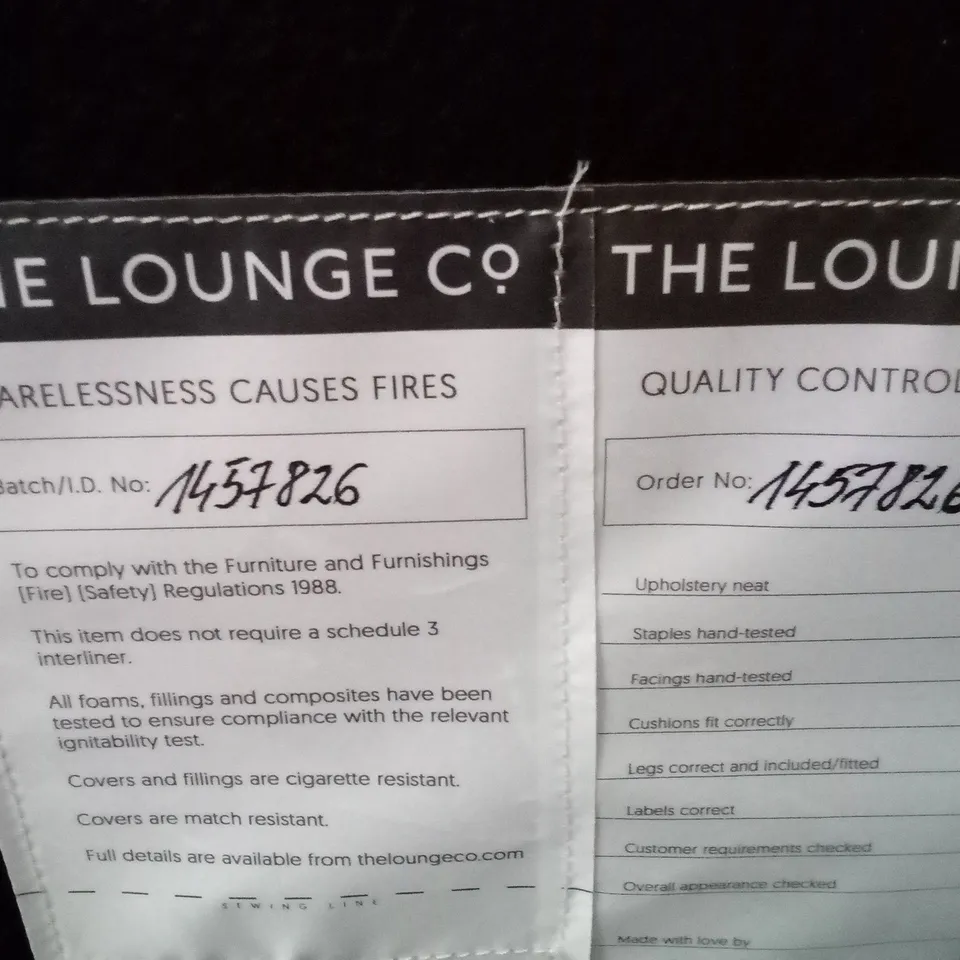 HE LOUNGE Co
ARELESSNESS CAUSES FIRES
Batch/I.D. No: 1457826
To comply with the Furniture and Furnishings
[Fire] [Safety] Regulations 1988.
This item does not require a schedule 3
interliner.
All foams, fillings and composites have been
tested to ensure compliance with the relevant
ignitability test.
Covers and fillings are cigarette resistant.
Covers are match resistant.
Full details are available from theloungeco.com
SEWING LINE
THE LOUN
QUALITY CONTROL
Order No: 1457826
Upholstery neat
Staples hand-tested
Facings hand-tested
Cushions fit correctly
Legs correct and included/fitted
Labels correct
Customer requirements checked
Overall appearance checked
Made with love by